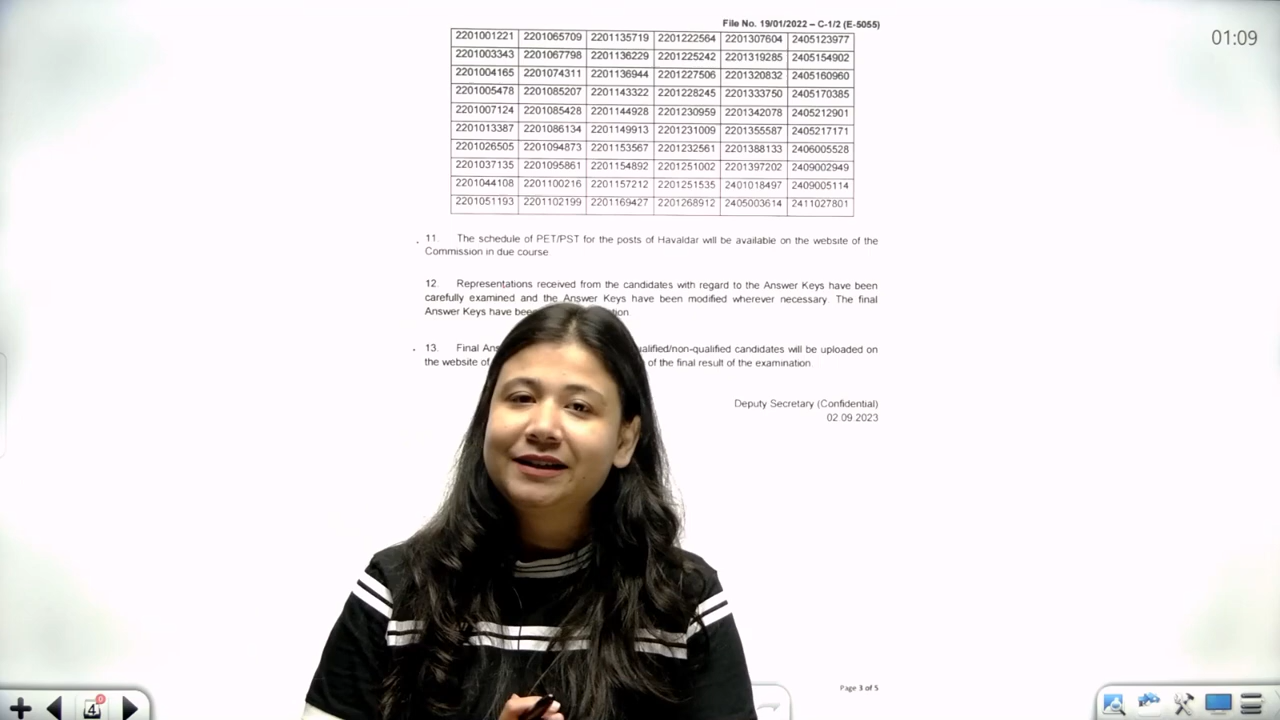 File No. 19/01/2022 – C-1/2 (E-5055)
01:09
2201001221 2201065709 2201135719 2201222564 2201307604 2405123977
2201003343 2201067798 2201136229 2201225242 2201319285 2405154902
2201004165 2201074311 2201136944 2201227506 2201320832 2405160960
2201005478 2201085207 2201143322 2201228245 2201333750 2405170385
2201007124 2201085428 2201144928 2201230959 2201342078 2405212901
2201013387 2201086134 2201149913 2201231009 2201355587 2405217171
2201026505 2201094873 2201153567 2201232561 2201388133 2406005528
2201037135 2201095861 2201154892 2201251002 2201397202 2409002949
2201044108 2201100216 2201157212 2201251535 2401018497 2409005114
2201051193 2201102199 2201169427 2201268912 2405003614 2411027801
11. The schedule of PET/PST for the posts of Havaldar will be available on the website of the
Commission in due course
12. Representations received from the candidates with regard to the Answer Keys have been
carefully examined and the Answer Keys have been modified wherever necessary. The final
Answer Keys have
13. Final qualified/non-qualified candidates will be uploaded on
the website of of the final result of the examination
Deputy Secretary (Confidential)
02.09.2023
Page 3 of 5
4
0